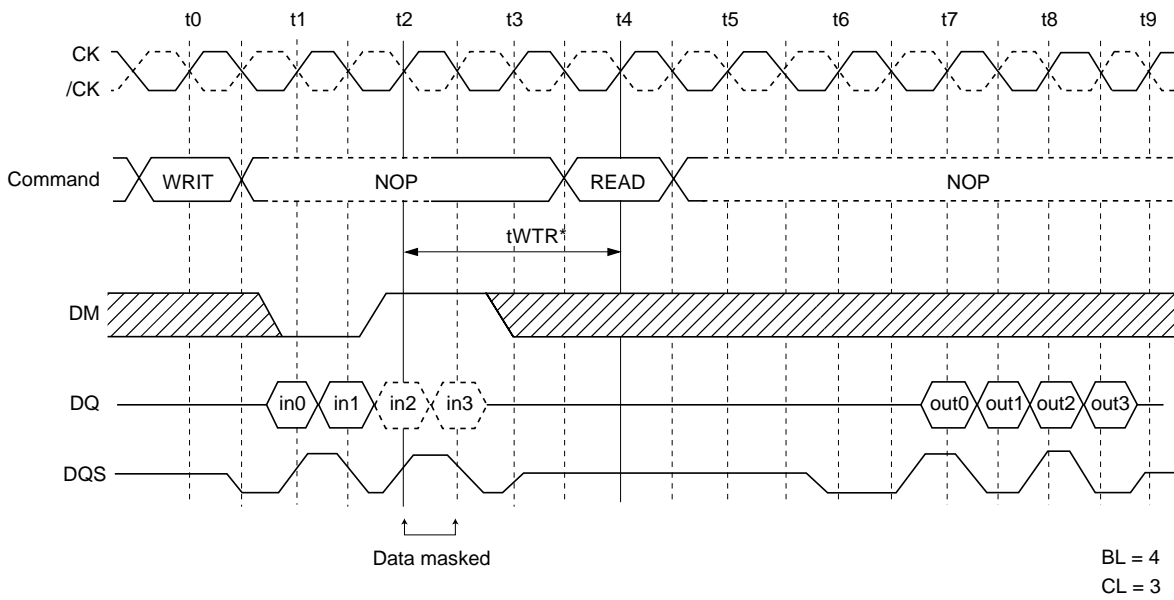 t0 t1 t2 t3 t4 t5 t6 t7 t8 t9
CK
/CK
Command WRIT NOP READ NOP
tWTR*
DM
DQ in0 in1 in2 in3 out0 out1 out2 out3
DQS
Data masked
BL = 4
CL = 3